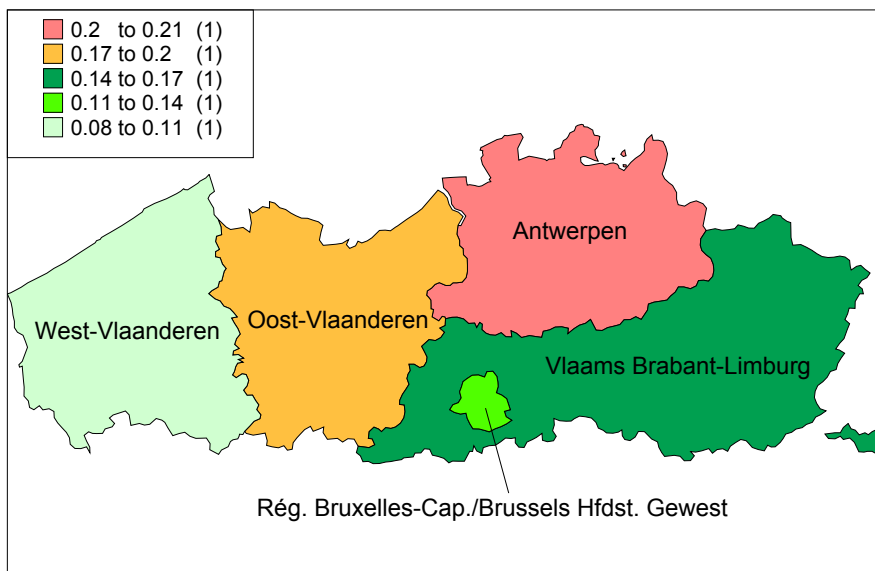 0.2 to 0.21 (1)
0.17 to 0.2 (1)
0.14 to 0.17 (1)
0.11 to 0.14 (1)
0.08 to 0.11 (1)
Antwerpen
West-Vlaanderen
Oost-Vlaanderen
Vlaams Brabant-Limburg
Rég. Bruxelles-Cap./Brussels Hfdst. Gewest